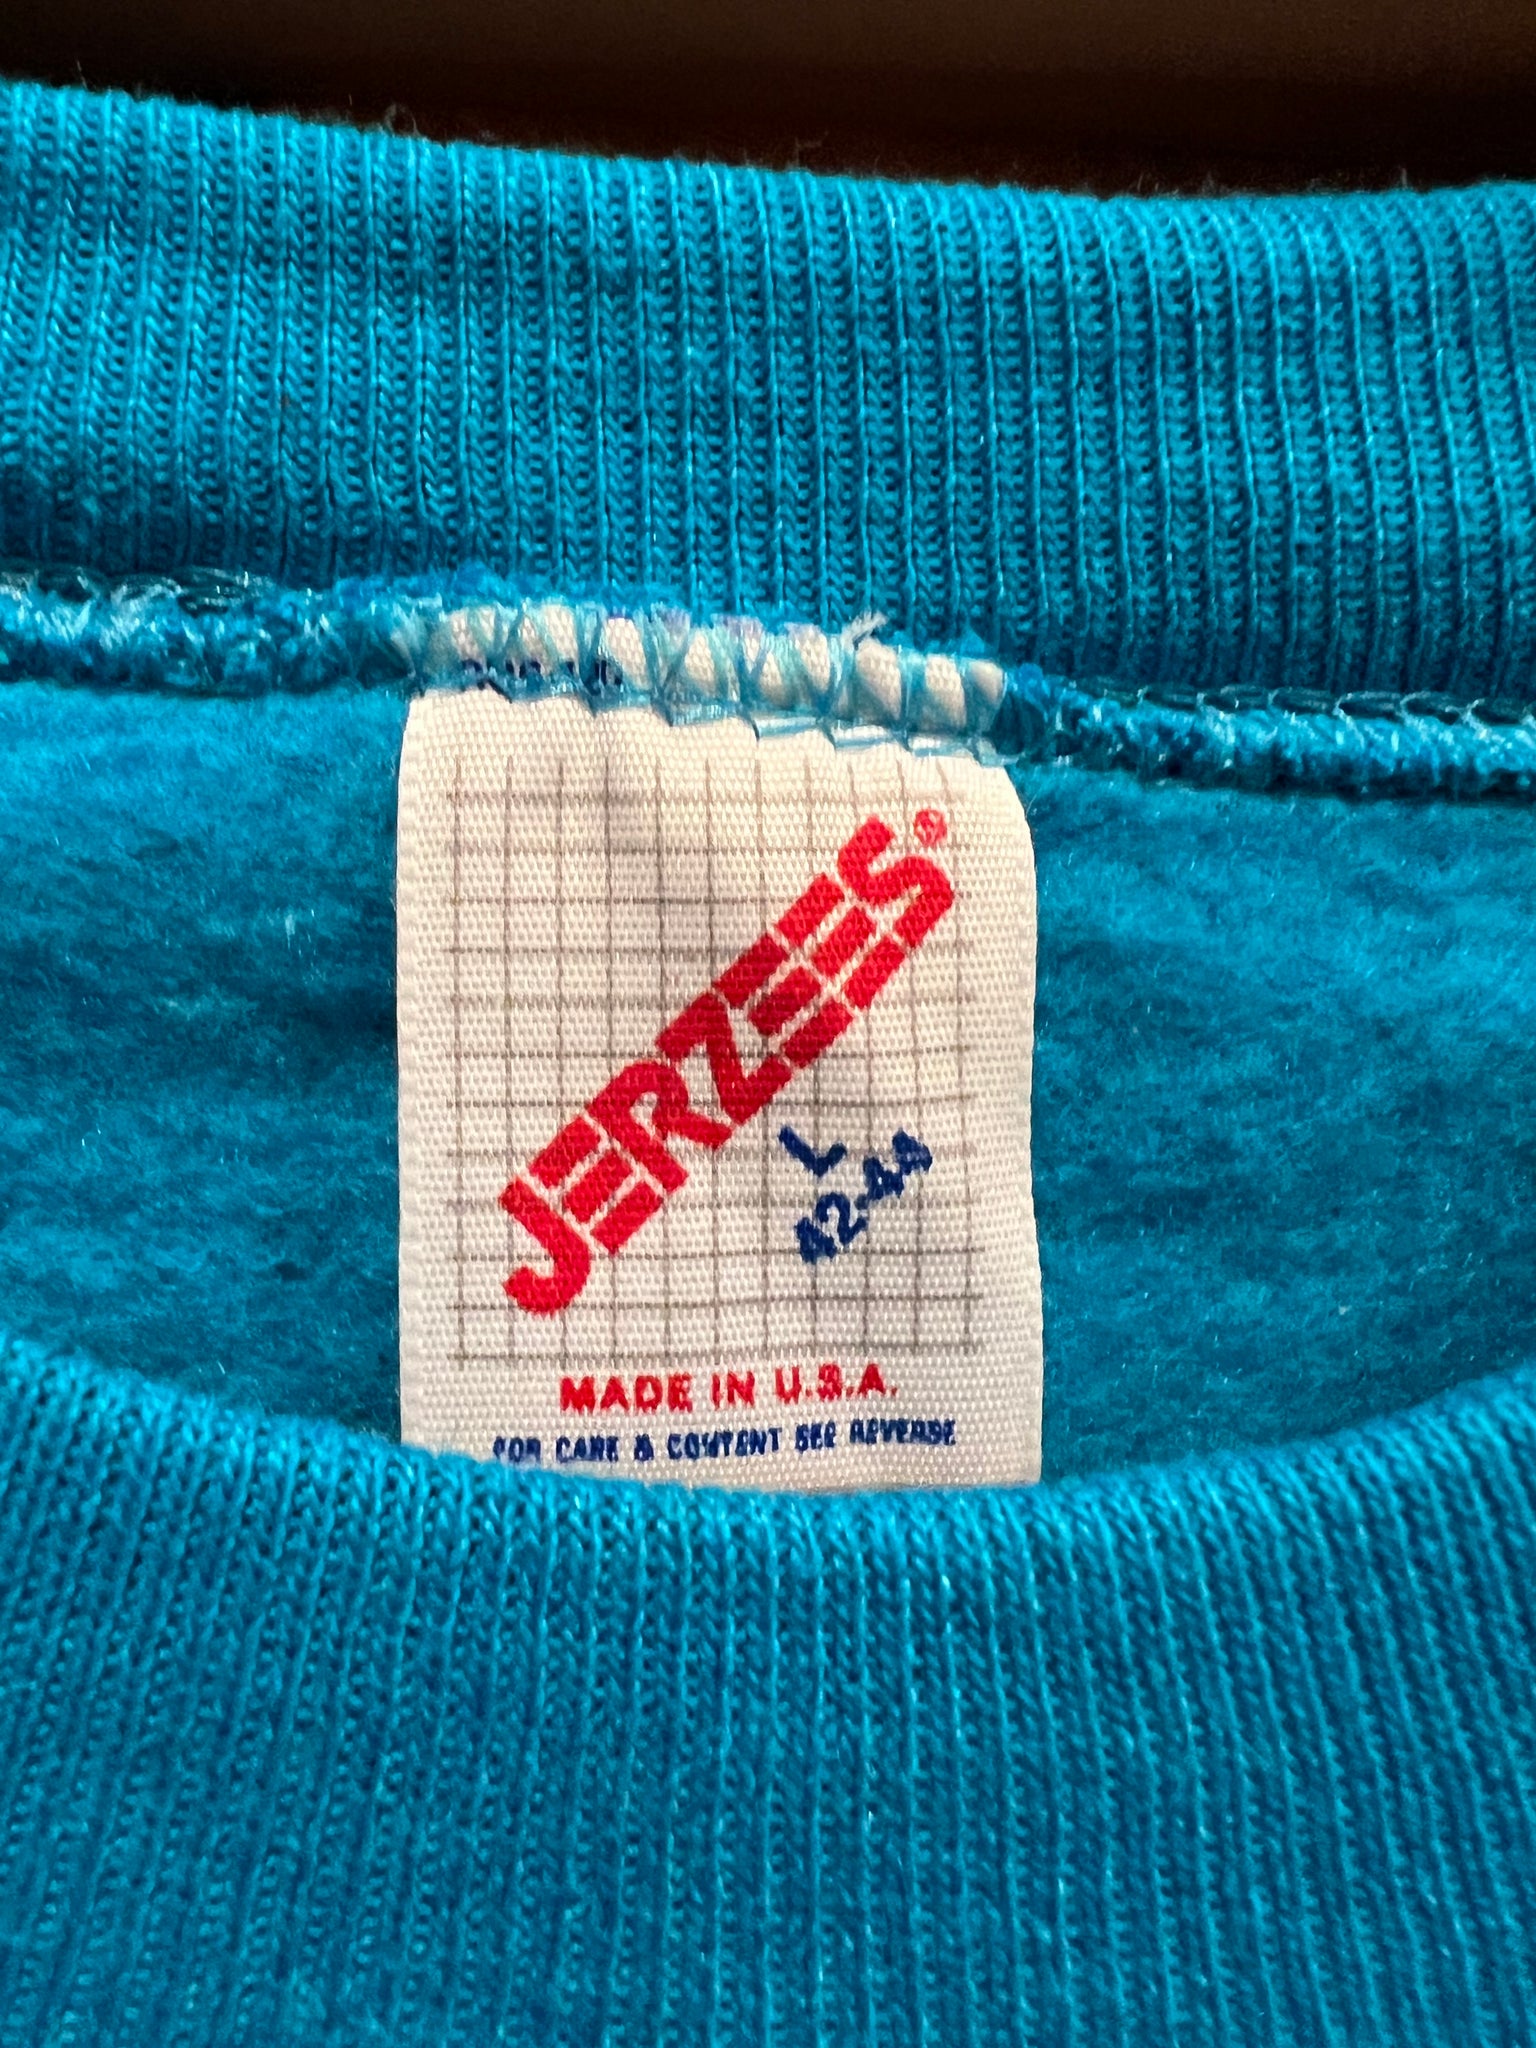 JERZEES®
L
42-44
MADE IN U.S.A.
FOR CARE & CONTENT SEE REVERSE